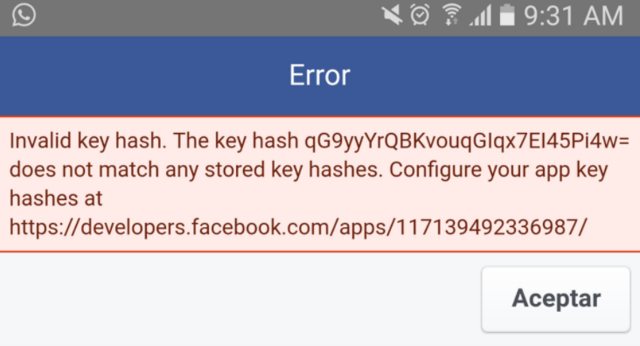 9:31 AM
Error
Invalid key hash. The key hash qG9yyYrQBKvouqGIqx7EI45Pi4w=
does not match any stored key hashes. Configure your app key
hashes at
https://developers.facebook.com/apps/117139492336987/
Aceptar